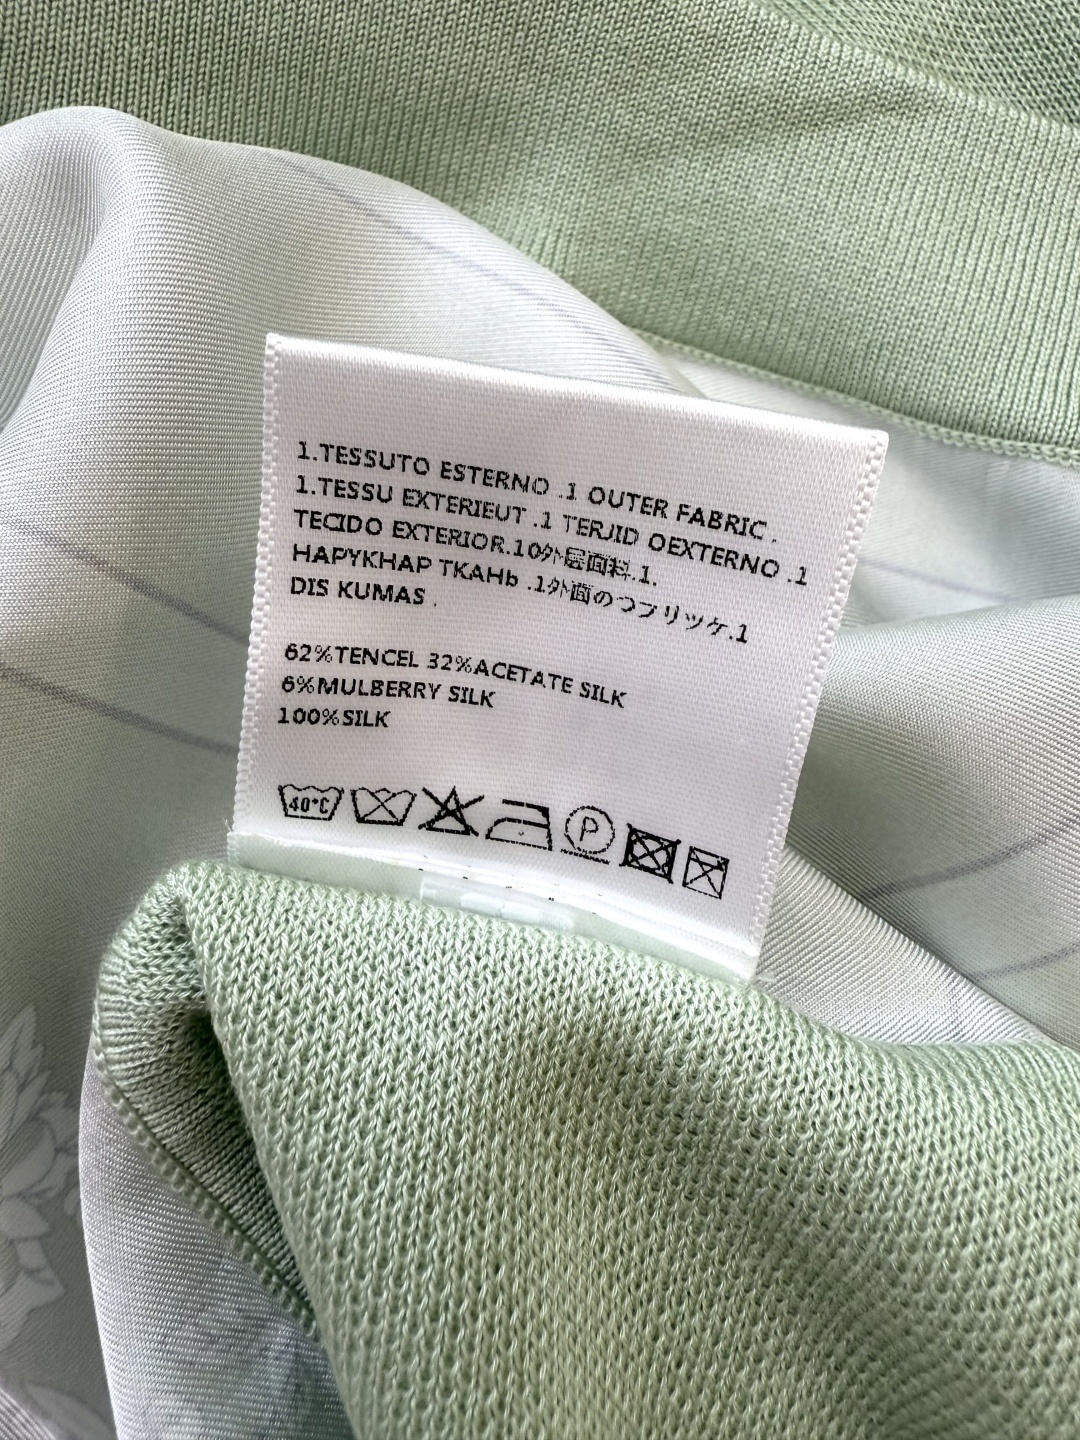 1.TESSUTO ESTERNO .1 OUTER FABRIC .
1.TESSU EXTERIEUT .1 TERJID OEXTERNO .1
TECIDO EXTERIOR.10外层面料.1.
HAPYKHAP TKAHb .1外面のつフリッケ.1
DIS KUMAS .
62%TENCEL 32%ACETATE SILK
6%MULBERRY SILK
100%SILK
40°C
P